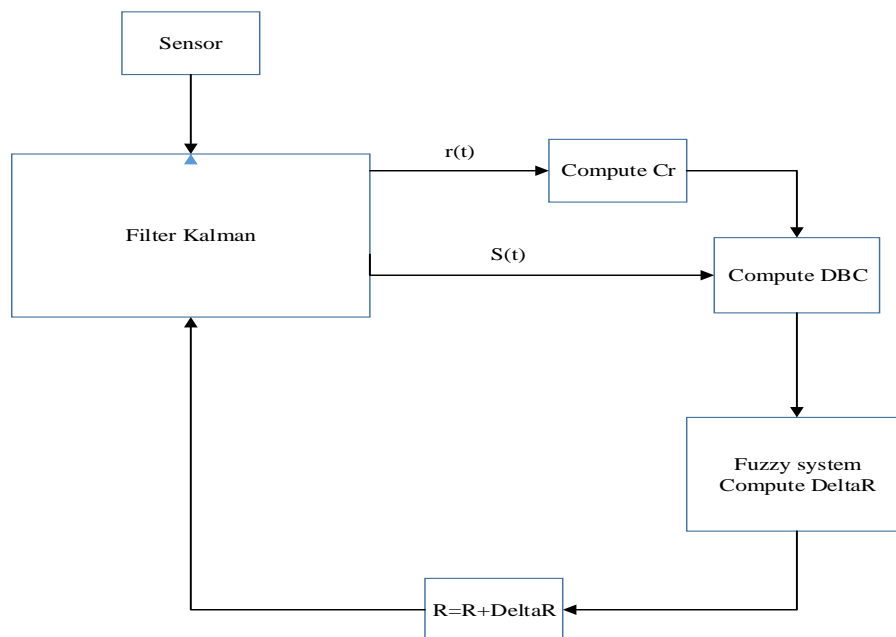 Sensor
r(t)
Compute Cr
Filter Kalman
S(t)
Compute DBC
Fuzzy system
Compute DeltaR
R=R+DeltaR